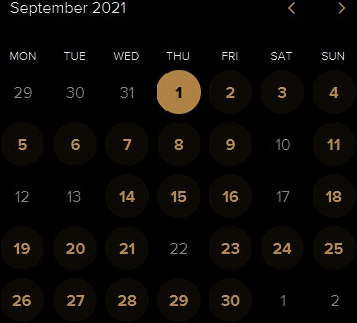 September 2021
MON TUE WED THU FRI SAT SUN
29 30 31 1 2 3 4
5 6 7 8 9 10 11
12 13 14 15 16 17 18
19 20 21 22 23 24 25
26 27 28 29 30 1 2